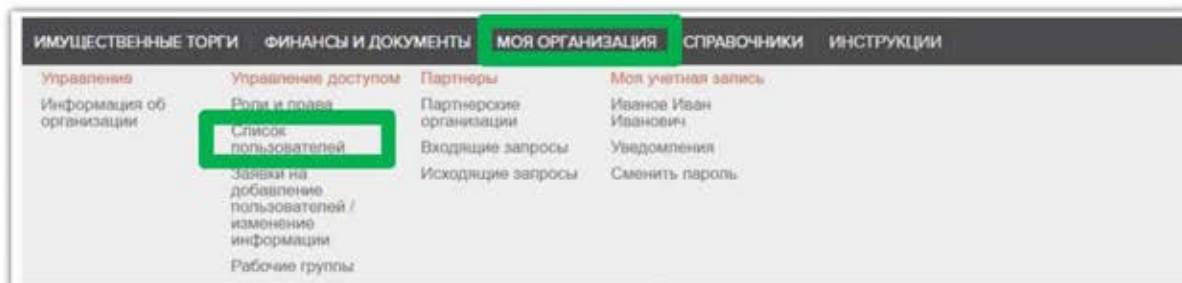 ИМУЩЕСТВЕННЫЕ ТОРГИ ФИНАНСЫ И ДОКУМЕНТЫ МОЯ ОРГАНИЗАЦИЯ СПРАВОЧНИКИ ИНСТРУКЦИИ
Управление
Информация об
организации
Управление доступом
Роли и права
Список
пользователей
Заявки на
добавление
пользователей /
изменение
информации
Рабочие группы
Партнеры
Партнерские
организации
Входящие запросы
Исходящие запросы
Моя учетная запись
Иванов Иван
Иванович
Уведомления
Сменить пароль